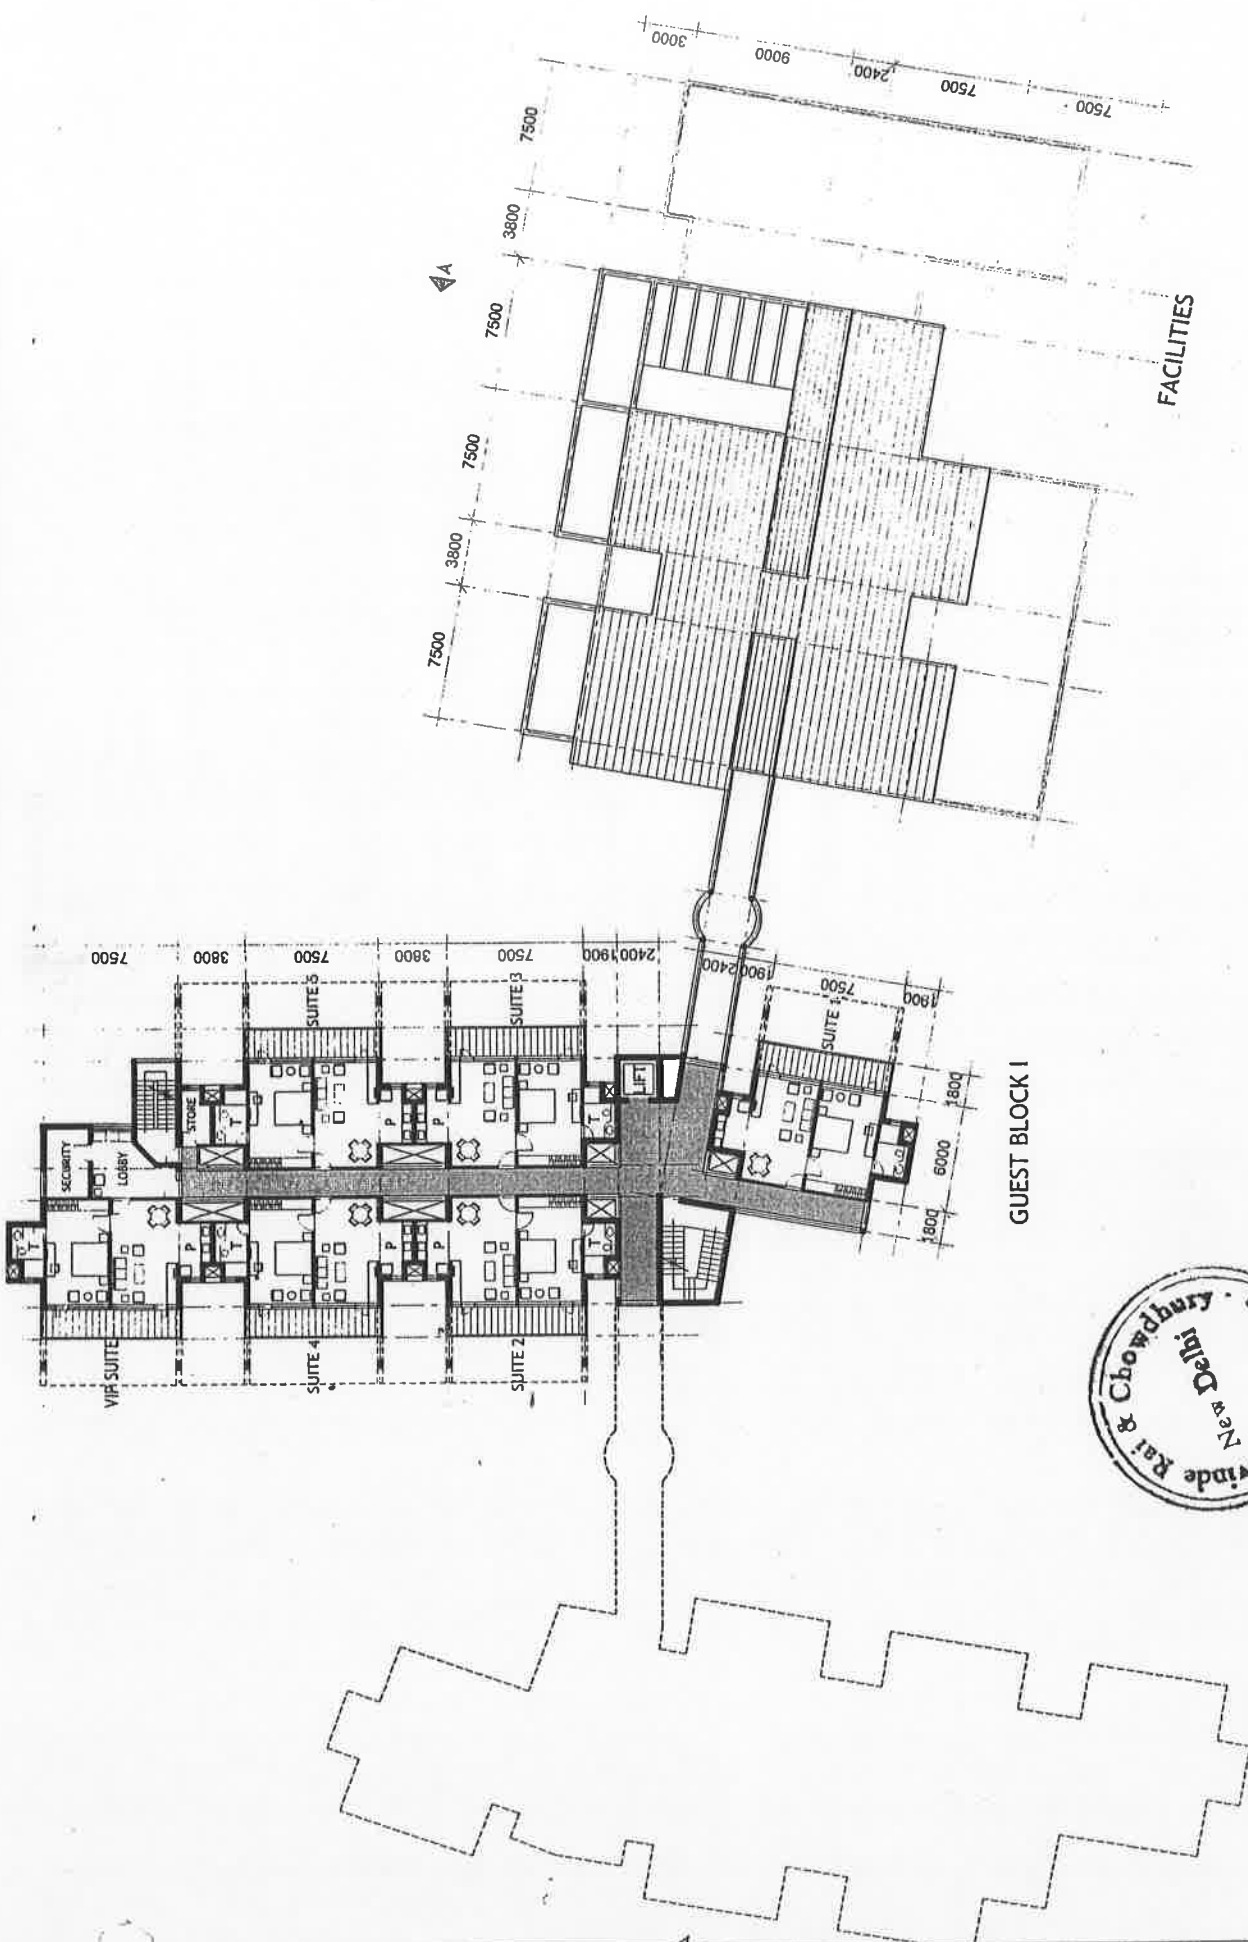 3000
9000
2400
7500
7500
7500
3800
7500
7500
3800
7500
A
FACILITIES
7500
3800
7500
3800
7500
1900
2400
2400
1900
7500
1900
1800
6000
1800
SUITE 5
SUITE 3
SUITE 1
SECURITY
LOBBY
STORE
LIFT
T
T
T
P
P
T
P
T
P
P
T
VIP SUITE
SUITE 4
SUITE 2
GUEST BLOCK I
Rai & Chowdhury
New Delhi